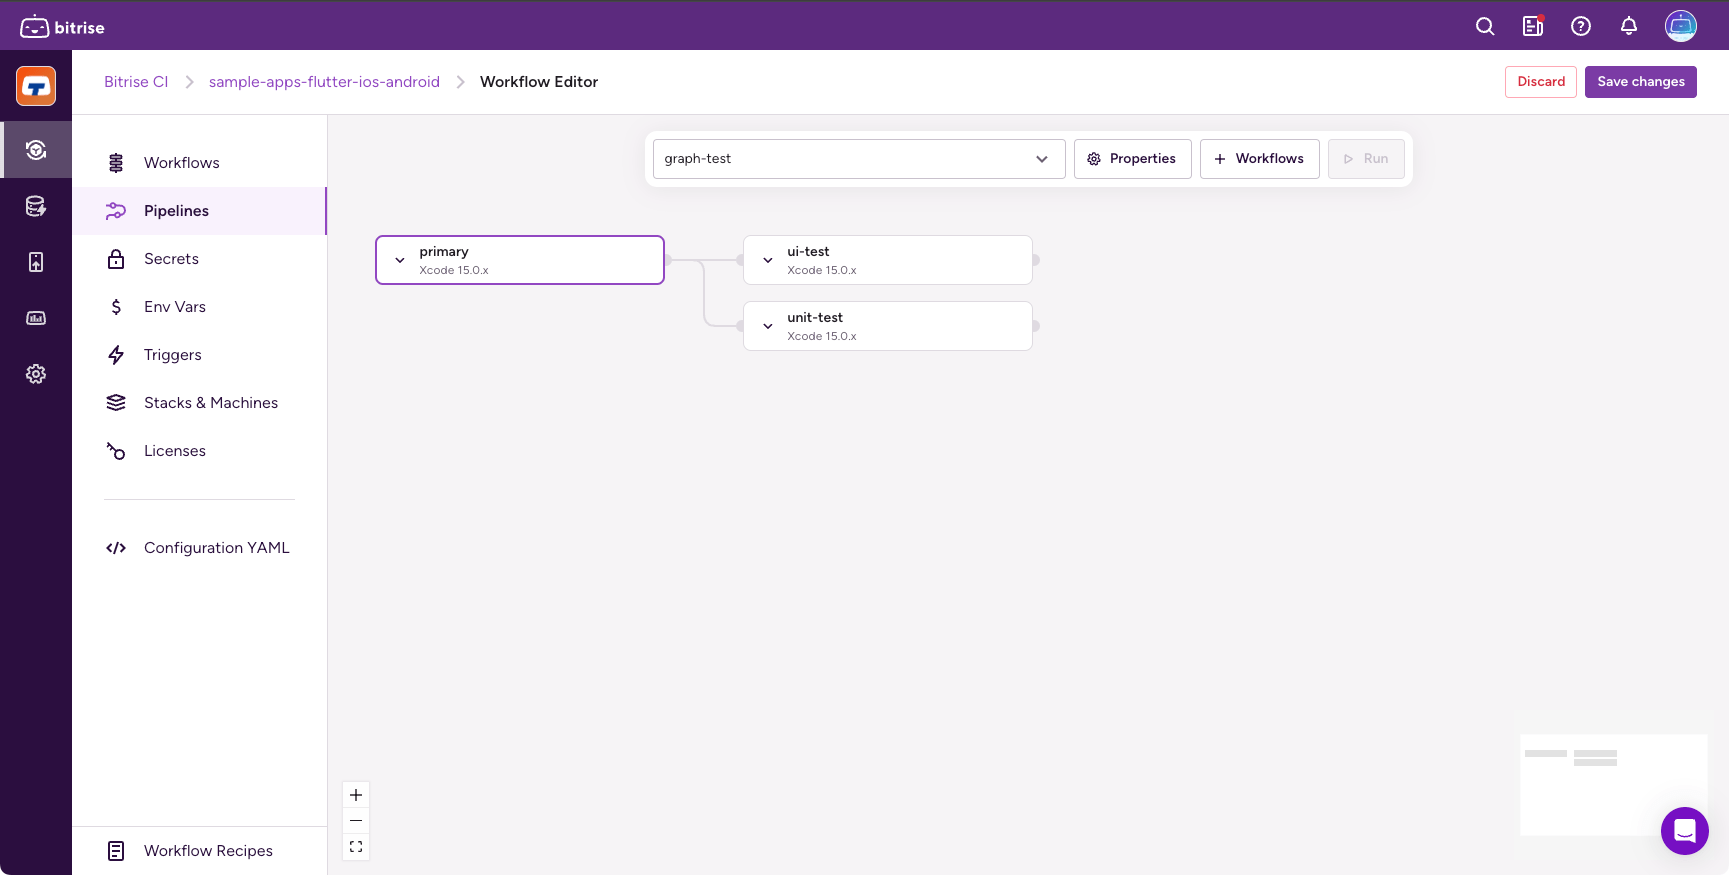 bitrise
Bitrise CI
sample-apps-flutter-ios-android
Workflow Editor
Discard
Save changes
Workflows
Pipelines
Secrets
Env Vars
Triggers
Stacks & Machines
Licenses
Configuration YAML
Workflow Recipes
graph-test
Properties
Workflows
Run
primary
Xcode 15.0.x
ui-test
Xcode 15.0.x
unit-test
Xcode 15.0.x